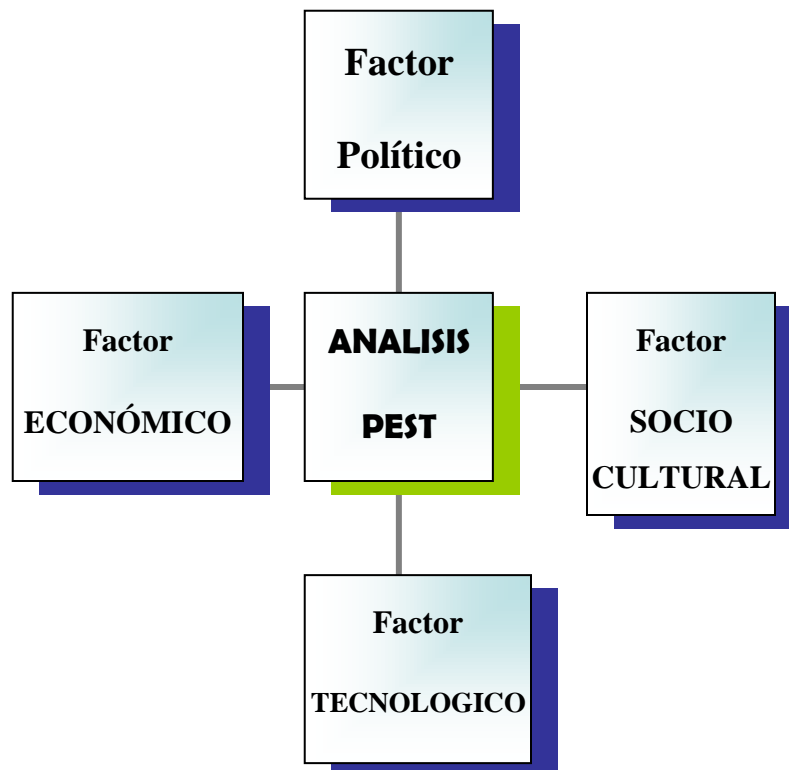 Factor
Político
Factor
ECONÓMICO
ANALISIS
PEST
Factor
SOCIO
CULTURAL
Factor
TECNOLOGICO